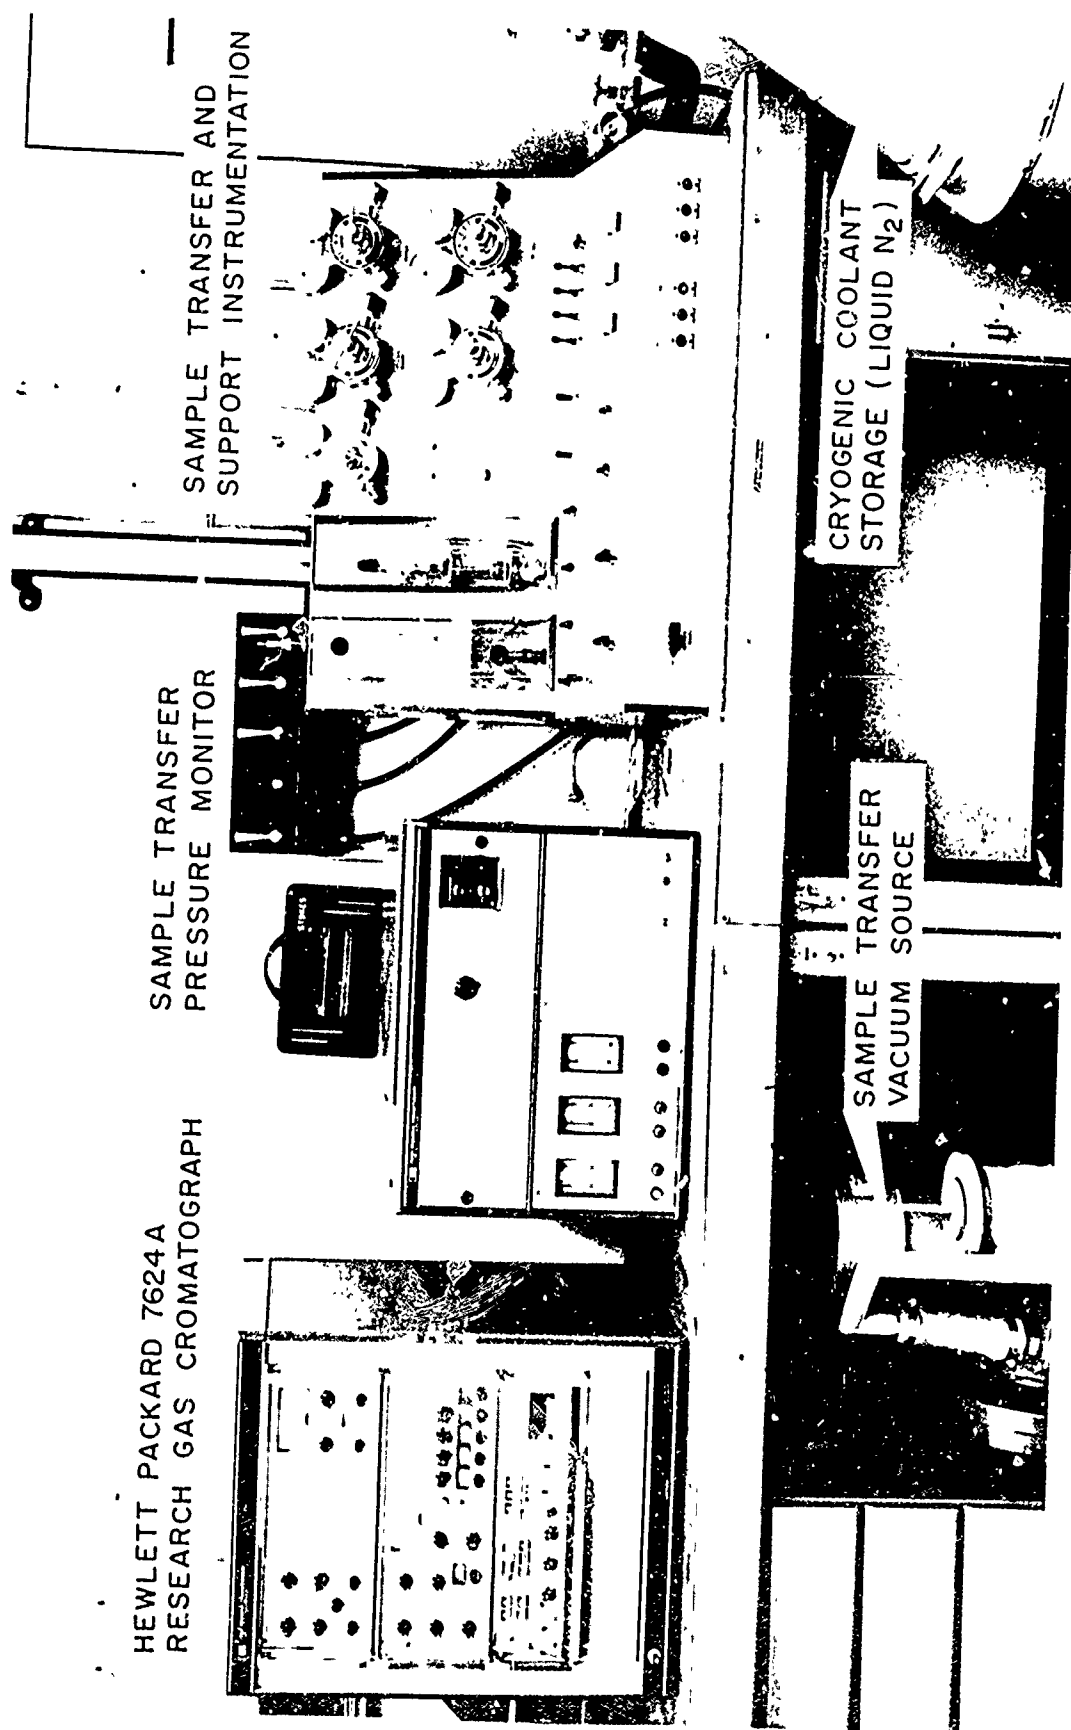 HEWLETT PACKARD 7624A
RESEARCH GAS CROMATOGRAPH
SAMPLE TRANSFER
PRESSURE MONITOR
SAMPLE TRANSFER AND
SUPPORT INSTRUMENTATION
SAMPLE TRANSFER
VACUUM SOURCE
CRYOGENIC COOLANT
STORAGE (LIQUID N₂)